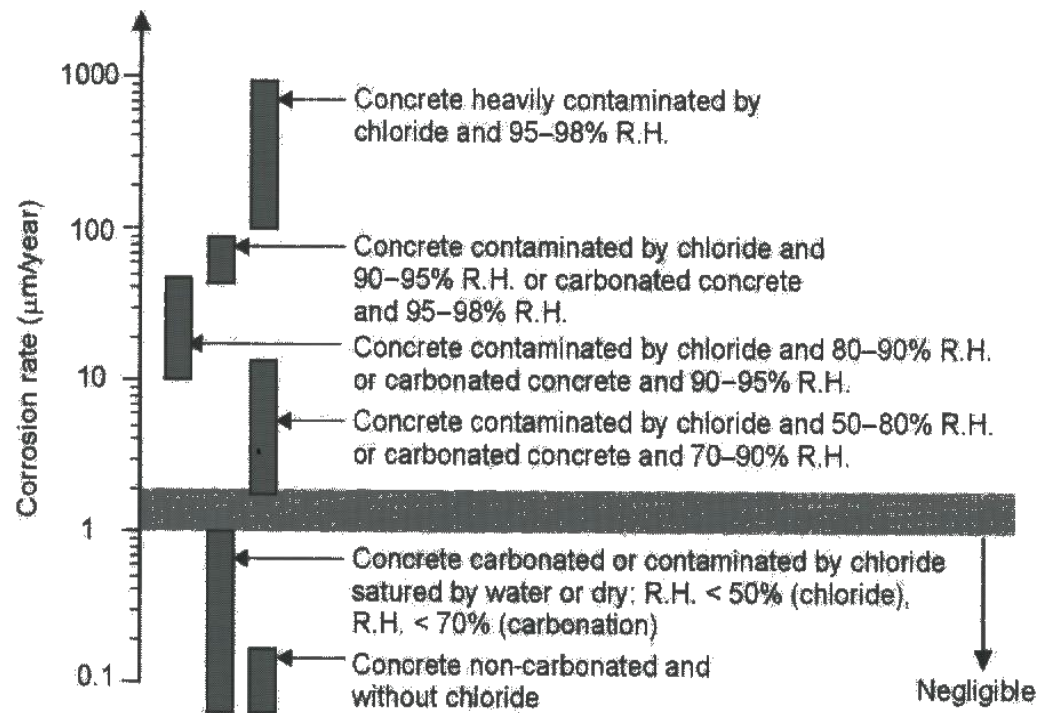 Corrosion rate (μm/year)
1000
100
10
1
0.1
Concrete heavily contaminated by
chloride and 95–98% R.H.
Concrete contaminated by chloride and
90–95% R.H. or carbonated concrete
and 95–98% R.H.
Concrete contaminated by chloride and 80–90% R.H.
or carbonated concrete and 90–95% R.H.
Concrete contaminated by chloride and 50–80% R.H.
or carbonated concrete and 70–90% R.H.
Concrete carbonated or contaminated by chloride
satured by water or dry: R.H. < 50% (chloride),
R.H. < 70% (carbonation)
Concrete non-carbonated and
without chloride
Negligible